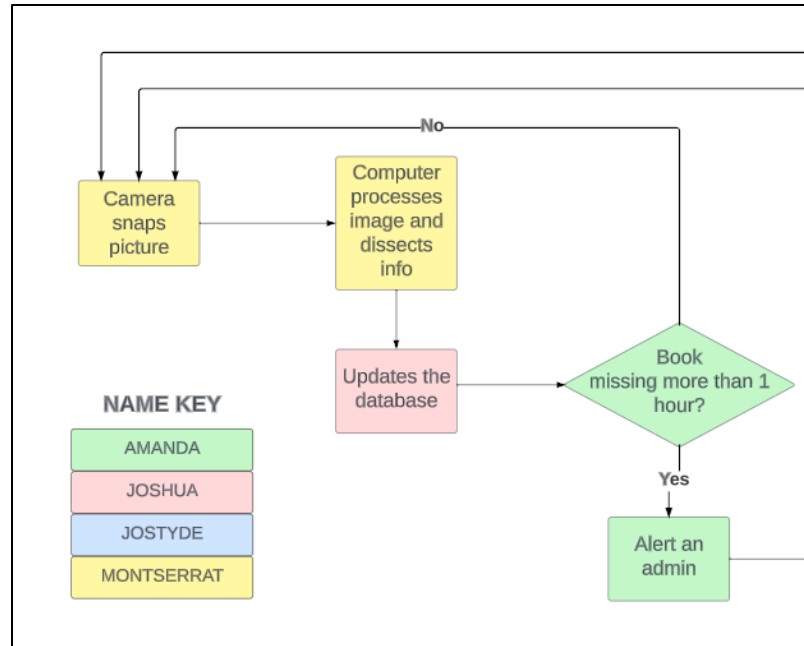 No
Camera
snaps
picture
Computer
processes
image and
dissects
info
Updates the
database
Book
missing more than 1
hour?
Yes
Alert an
admin
NAME KEY
AMANDA
JOSHUA
JOSTYDE
MONTSERRAT